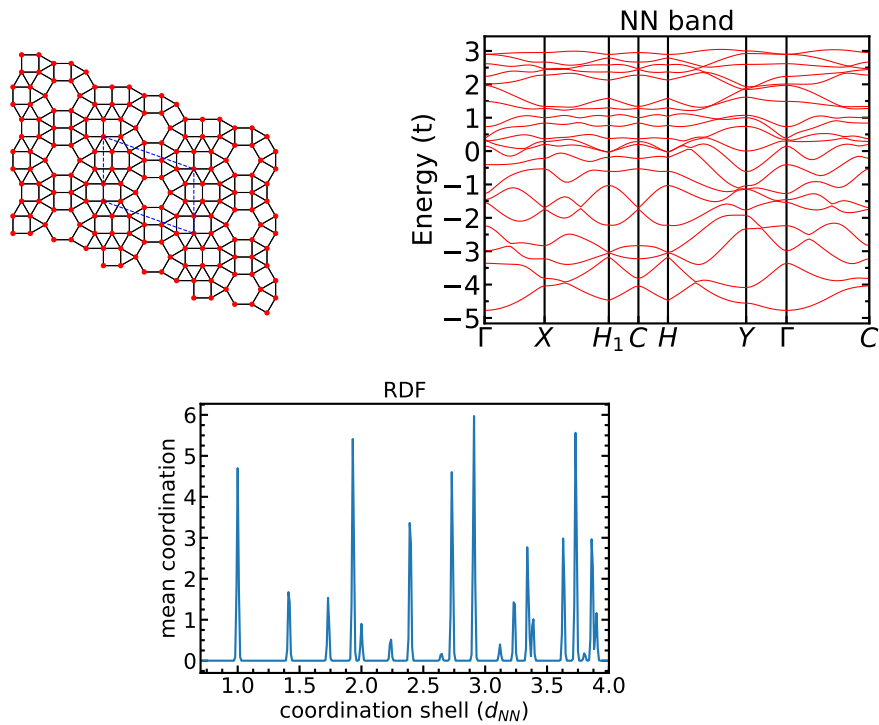 NN band
Energy (t)
3
2
1
0
−1
−2
−3
−4
−5
Γ X H₁ C H Y Γ C
RDF
mean coordination
6
5
4
3
2
1
0
1.0 1.5 2.0 2.5 3.0 3.5 4.0
coordination shell (d_NN)